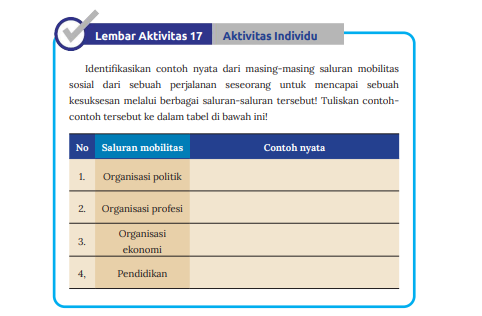 Lembar Aktivitas 17 Aktivitas Individu
Identifikasikan contoh nyata dari masing-masing saluran mobilitas
sosial dari sebuah perjalanan seseorang untuk mencapai sebuah
kesuksesan melalui berbagai saluran-saluran tersebut! Tuliskan contoh-
contoh tersebut ke dalam tabel di bawah ini!
No Saluran mobilitas Contoh nyata
1. Organisasi politik
2. Organisasi profesi
3. Organisasi
ekonomi
4, Pendidikan